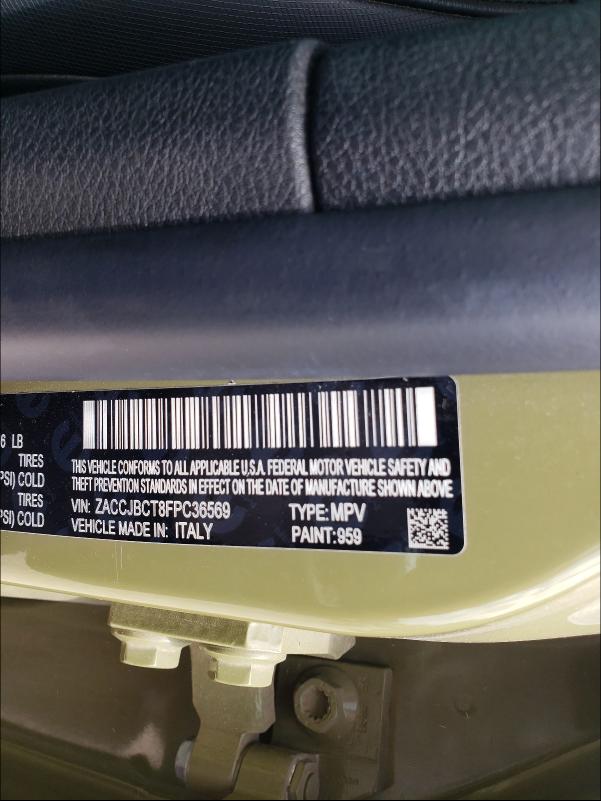 6 LB
TIRES
PSI) COLD
TIRES
PSI) COLD
THIS VEHICLE CONFORMS TO ALL APPLICABLE U.S.A. FEDERAL MOTOR VEHICLE SAFETY AND
THEFT PREVENTION STANDARDS IN EFFECT ON THE DATE OF MANUFACTURE SHOWN ABOVE
VIN: ZACCJBCT8FPC36569 TYPE: MPV
VEHICLE MADE IN: ITALY PAINT: 959